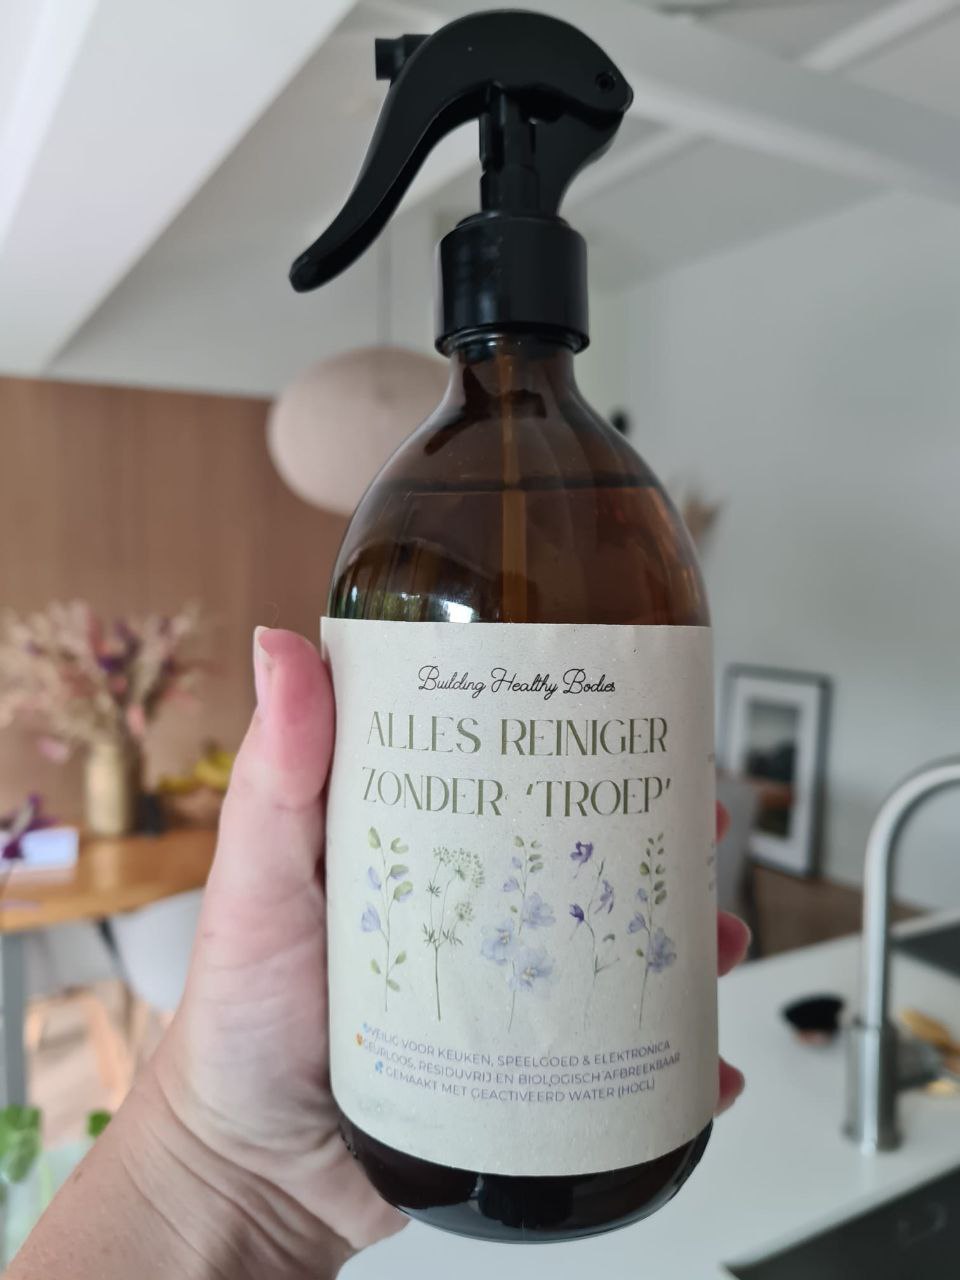 Building Healthy Bodies
ALLES REINIGER
ZONDER 'TROEP'
VEILIG VOOR KEUKEN, SPEELGOED & ELEKTRONICA
GEURLOOS, RESIDUVRIJ EN BIOLOGISCH AFBREEKBAAR
GEMAAKT MET GEACTIVEERD WATER (HOCL)